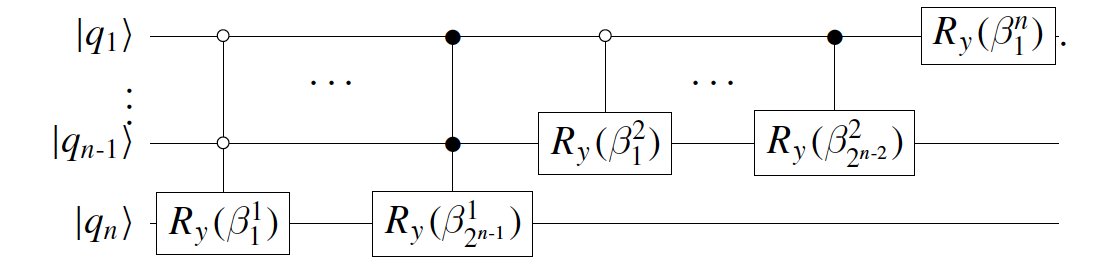 |q₁⟩ ... ... R_y(β₁ⁿ).
⋮
|q_{n-1}⟩ R_y(β₁²) R_y(β²_{2^{n-2}})
|q_n⟩ R_y(β₁¹) R_y(β¹_{2^{n-1}})